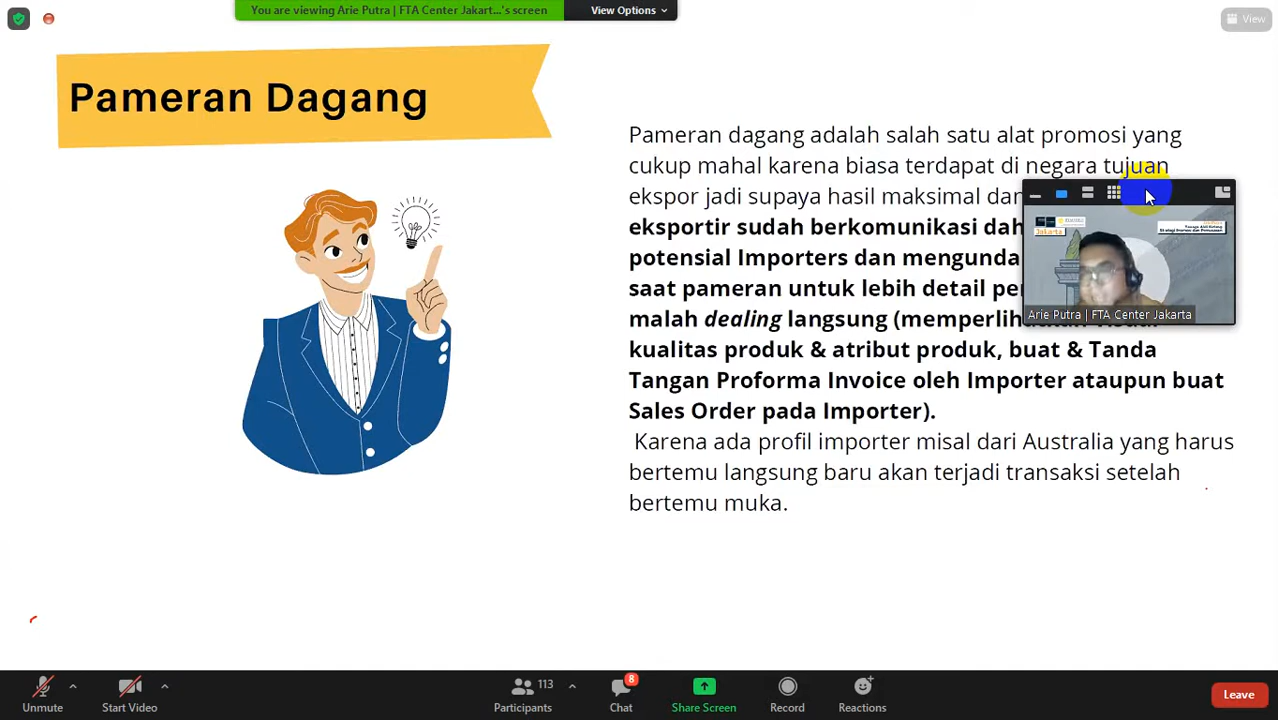 You are viewing Arie Putra | FTA Center Jakart...'s screen
View Options
View
Pameran Dagang
Pameran dagang adalah salah satu alat promosi yang
cukup mahal karena biasa terdapat di negara tujuan
ekspor jadi supaya hasil maksimal
eksportir sudah berkomunikasi
potensial Importers dan
saat pameran untuk lebih detail
malah dealing langsung
kualitas produk & atribut produk, buat & Tanda
Tangan Proforma Invoice oleh Importer ataupun buat
Sales Order pada Importer).
Karena ada profil importer misal dari Australia yang harus
bertemu langsung baru akan terjadi transaksi setelah
bertemu muka.
Jakarta
Arie Putra | FTA Center Jakarta
Unmute
Start Video
113
Participants
8
Chat
Share Screen
Record
Reactions
Leave